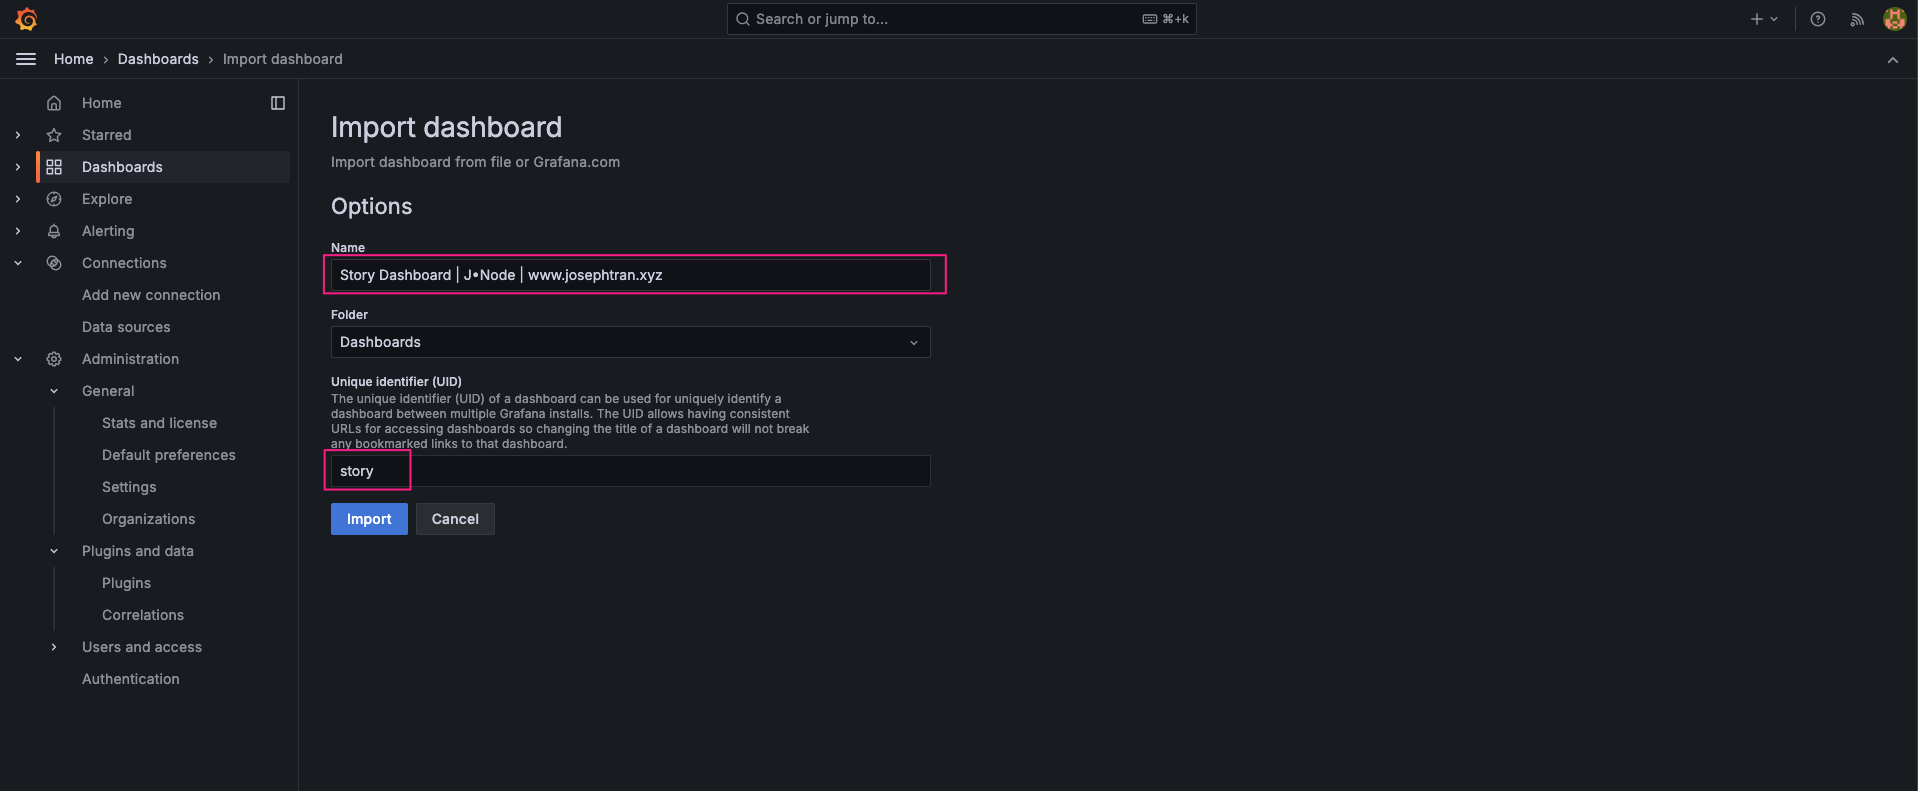 Search or jump to...
⌘+k
Home › Dashboards › Import dashboard
Home
Starred
Dashboards
Explore
Alerting
Connections
Add new connection
Data sources
Administration
General
Stats and license
Default preferences
Settings
Organizations
Plugins and data
Plugins
Correlations
Users and access
Authentication
Import dashboard
Import dashboard from file or Grafana.com
Options
Name
Story Dashboard | J•Node | www.josephtran.xyz
Folder
Dashboards
Unique identifier (UID)
The unique identifier (UID) of a dashboard can be used for uniquely identify a
dashboard between multiple Grafana installs. The UID allows having consistent
URLs for accessing dashboards so changing the title of a dashboard will not break
any bookmarked links to that dashboard.
story
Import
Cancel